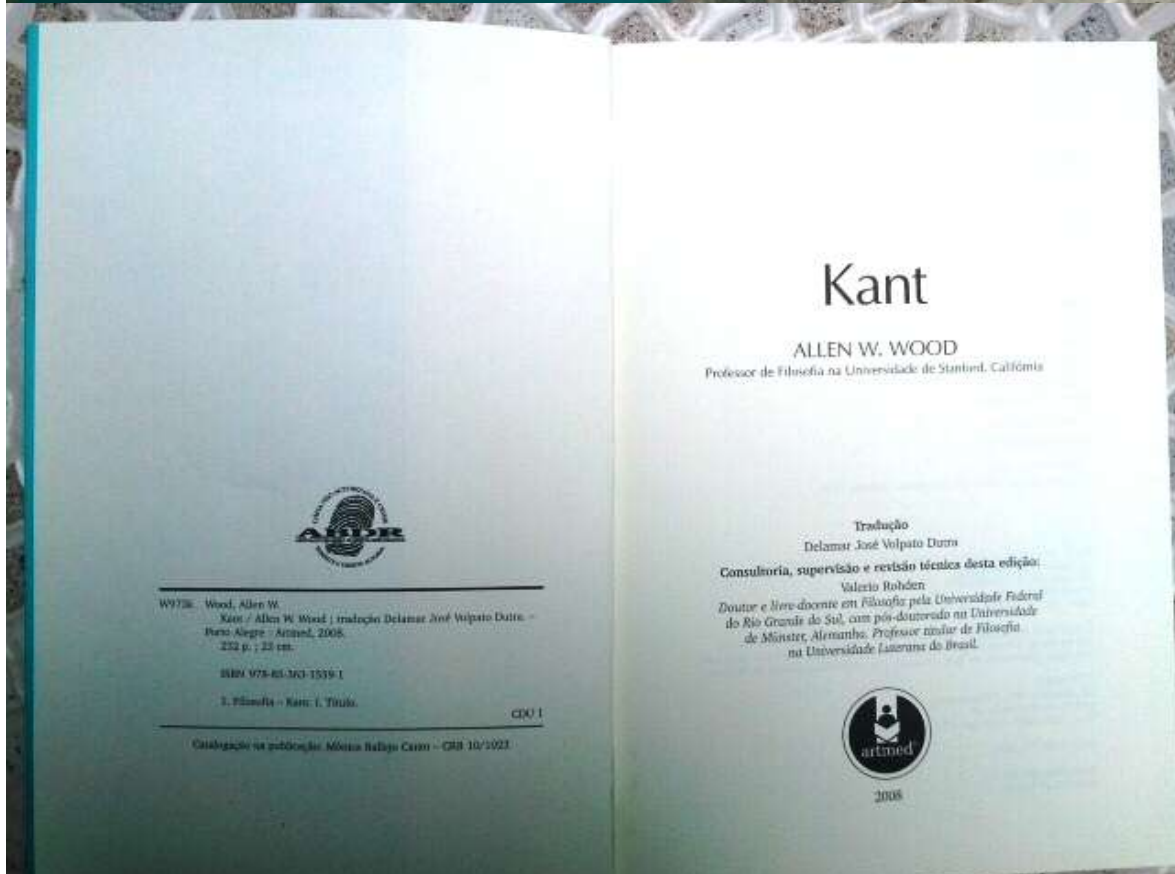 ABDR
W973k Wood, Allen W.
Kant / Allen W. Wood ; tradução Delamar José Volpato Dutra. –
Porto Alegre : Artmed, 2008.
232 p. ; 23 cm.
ISBN 978-85-363-1539-1
1. Filosofia – Kant. I. Título.
CDU 1
Catalogação na publicação: Mônica Ballejo Canto – CRB 10/1023
Kant
ALLEN W. WOOD
Professor de Filosofia na Universidade de Stanford, Califórnia
Tradução
Delamar José Volpato Dutra
Consultoria, supervisão e revisão técnica desta edição:
Valerio Rohden
Doutor e livre-docente em Filosofia pela Universidade Federal
do Rio Grande do Sul, com pós-doutorado na Universidade
de Münster, Alemanha. Professor titular de Filosofia
na Universidade Luterana do Brasil.
artmed
2008